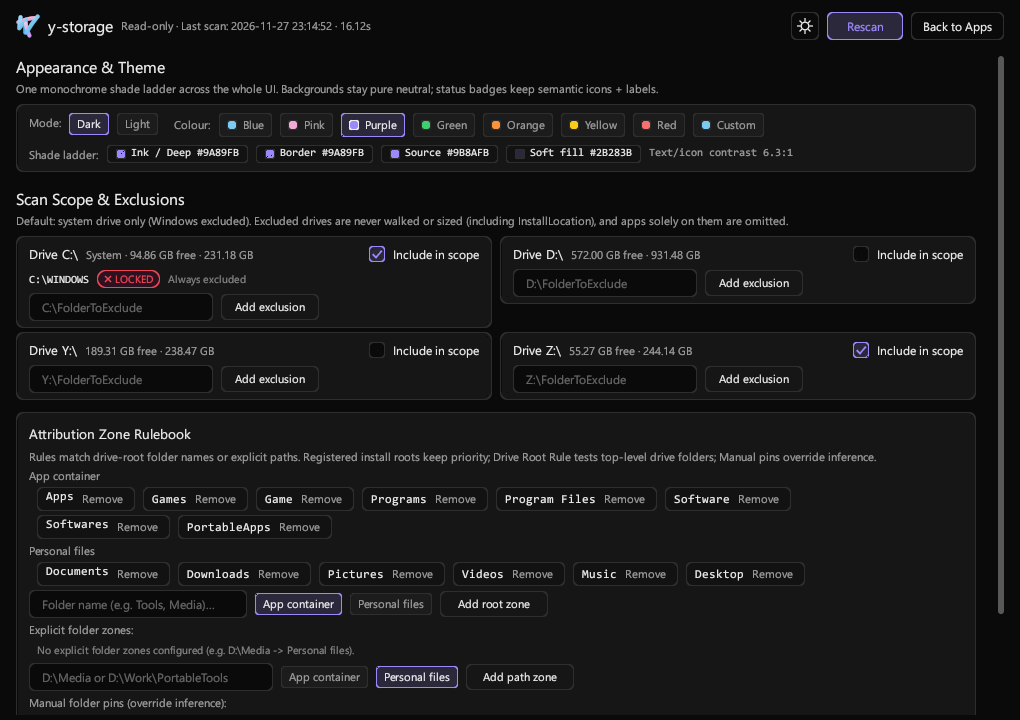 y-storage Read-only · Last scan: 2026-11-27 23:14:52 · 16.12s Rescan Back to Apps
Appearance & Theme
One monochrome shade ladder across the whole UI. Backgrounds stay pure neutral; status badges keep semantic icons + labels.
Mode: Dark Light Colour: Blue Pink Purple Green Orange Yellow Red Custom
Shade ladder: Ink / Deep #9A89FB Border #9A89FB Source #9B8AFB Soft fill #2B283B Text/icon contrast 6.3:1
Scan Scope & Exclusions
Default: system drive only (Windows excluded). Excluded drives are never walked or sized (including InstallLocation), and apps solely on them are omitted.
Drive C:\ System · 94.86 GB free · 231.18 GB Include in scope
C:\WINDOWS × LOCKED Always excluded
C:\FolderToExclude Add exclusion
Drive D:\ 572.00 GB free · 931.48 GB Include in scope
D:\FolderToExclude Add exclusion
Drive Y:\ 189.31 GB free · 238.47 GB Include in scope
Y:\FolderToExclude Add exclusion
Drive Z:\ 55.27 GB free · 244.14 GB Include in scope
Z:\FolderToExclude Add exclusion
Attribution Zone Rulebook
Rules match drive-root folder names or explicit paths. Registered install roots keep priority; Drive Root Rule tests top-level drive folders; Manual pins override inference.
App container
Apps Remove Games Remove Game Remove Programs Remove Program Files Remove Software Remove
Softwares Remove PortableApps Remove
Personal files
Documents Remove Downloads Remove Pictures Remove Videos Remove Music Remove Desktop Remove
Folder name (e.g. Tools, Media)... App container Personal files Add root zone
Explicit folder zones:
No explicit folder zones configured (e.g. D:\Media -> Personal files).
D:\Media or D:\Work\PortableTools App container Personal files Add path zone
Manual folder pins (override inference):